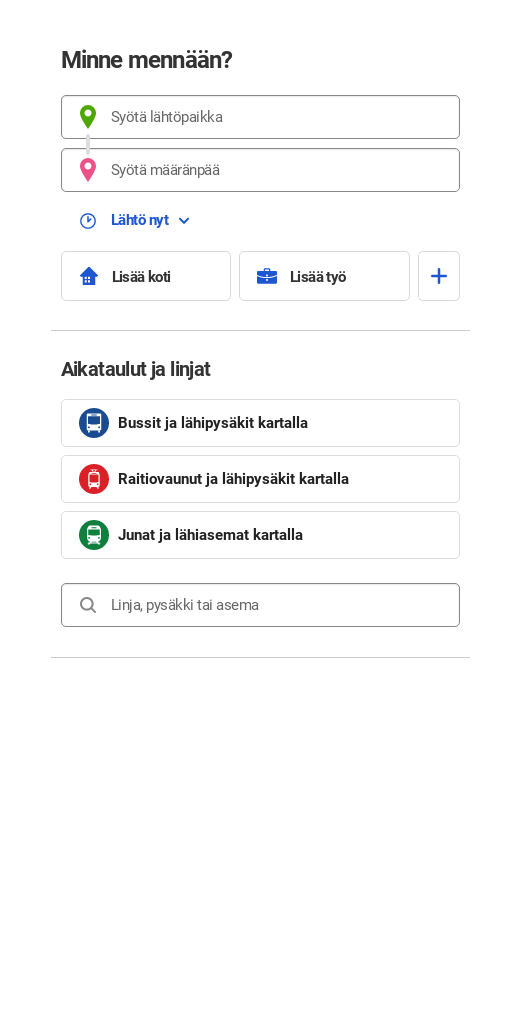 Minne mennään?
Syötä lähtöpaikka
Syötä määränpää
Lähtö nyt
Lisää koti
Lisää työ
Aikataulut ja linjat
Bussit ja lähipysäkit kartalla
Raitiovaunut ja lähipysäkit kartalla
Junat ja lähiasemat kartalla
Linja, pysäkki tai asema